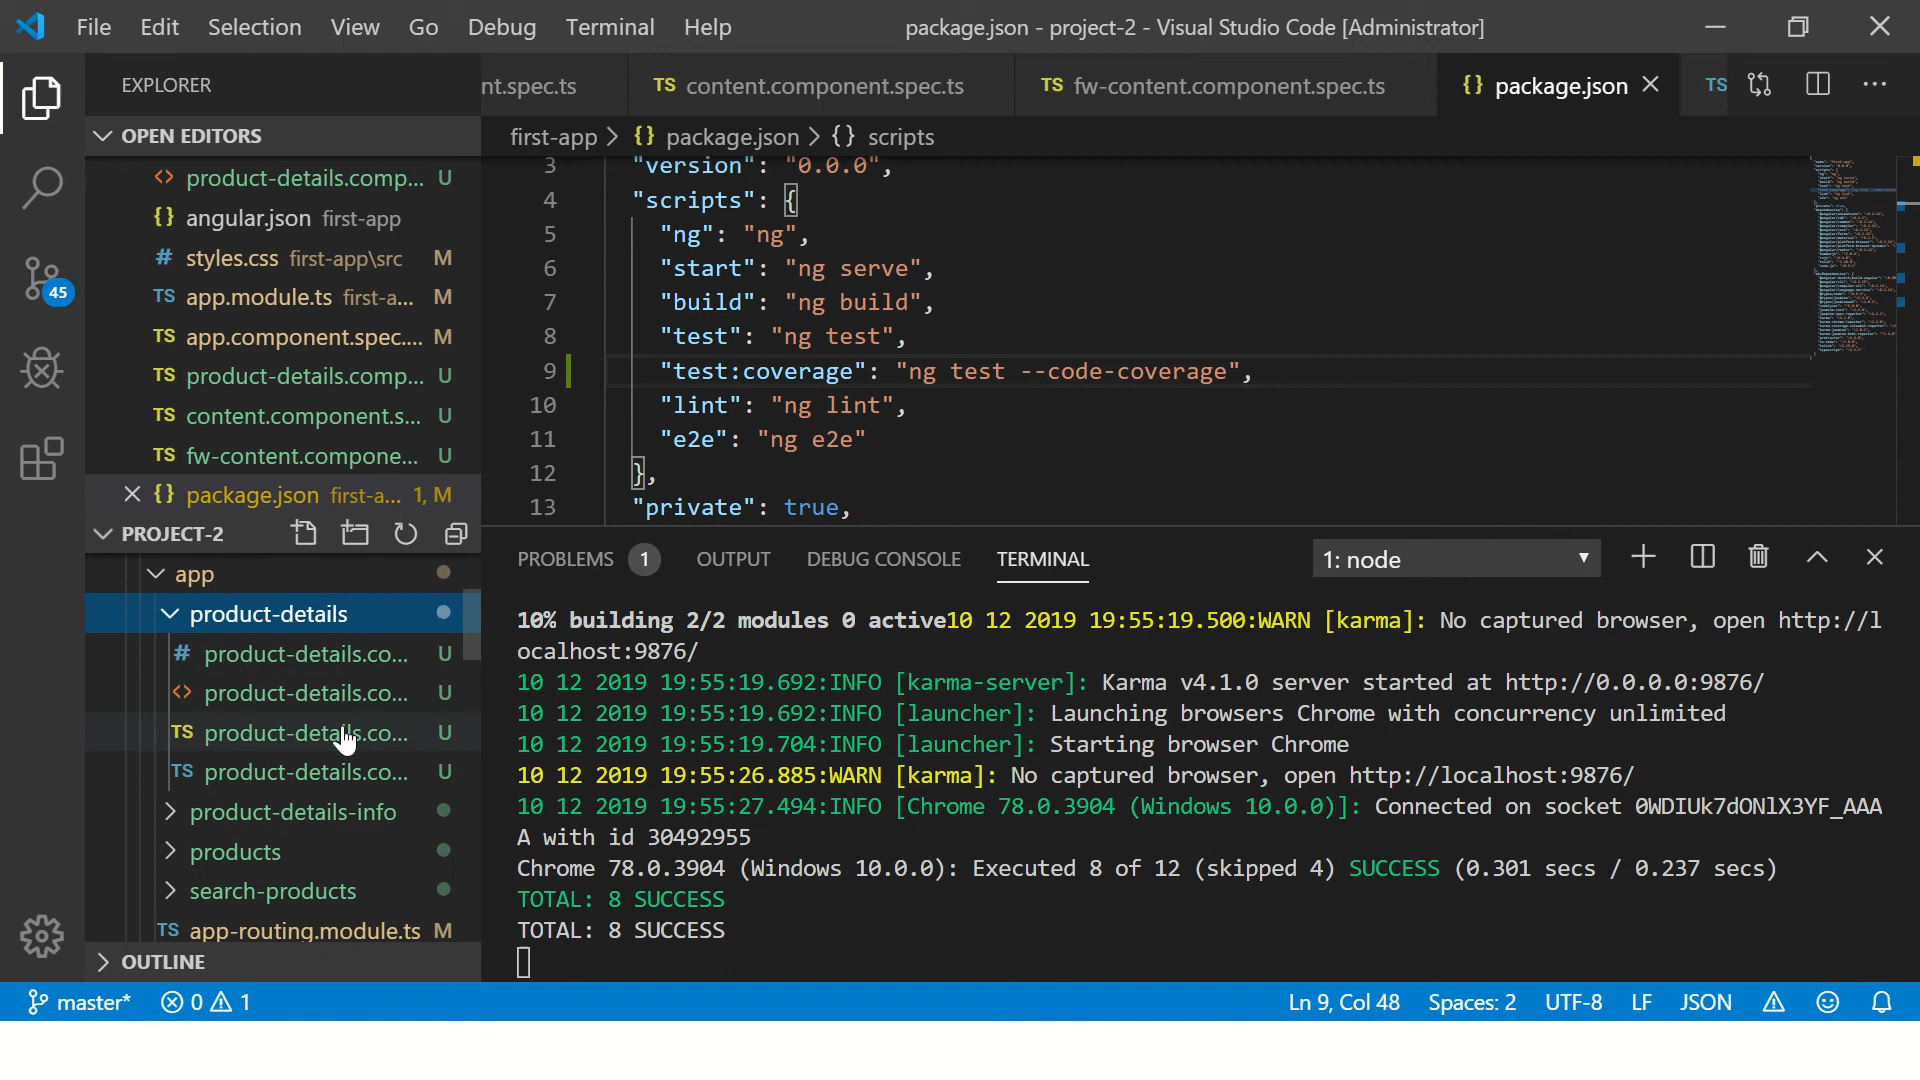 File Edit Selection View Go Debug Terminal Help
package.json - project-2 - Visual Studio Code [Administrator]
EXPLORER
nt.spec.ts
TS content.component.spec.ts
TS fw-content.component.spec.ts
{} package.json
TS
OPEN EDITORS
first-app > {} package.json > {} scripts
<> product-details.comp... U
{} angular.json first-app
# styles.css first-app\src M
TS app.module.ts first-a... M
TS app.component.spec.... M
TS product-details.comp... U
TS content.component.s... U
TS fw-content.compone... U
{} package.json first-a... 1, M
45
PROJECT-2
app
product-details
# product-details.co... U
<> product-details.co... U
TS product-details.co... U
TS product-details.co... U
product-details-info
products
search-products
TS app-routing.module.ts M
OUTLINE
3 "version": "0.0.0",
4 "scripts": {
5 "ng": "ng",
6 "start": "ng serve",
7 "build": "ng build",
8 "test": "ng test",
9 "test:coverage": "ng test --code-coverage",
10 "lint": "ng lint",
11 "e2e": "ng e2e"
12 },
13 "private": true,
PROBLEMS 1 OUTPUT DEBUG CONSOLE TERMINAL
1: node
10% building 2/2 modules 0 active10 12 2019 19:55:19.500:WARN [karma]: No captured browser, open http://l
ocalhost:9876/
10 12 2019 19:55:19.692:INFO [karma-server]: Karma v4.1.0 server started at http://0.0.0.0:9876/
10 12 2019 19:55:19.692:INFO [launcher]: Launching browsers Chrome with concurrency unlimited
10 12 2019 19:55:19.704:INFO [launcher]: Starting browser Chrome
10 12 2019 19:55:26.885:WARN [karma]: No captured browser, open http://localhost:9876/
10 12 2019 19:55:27.494:INFO [Chrome 78.0.3904 (Windows 10.0.0)]: Connected on socket 0WDIUk7dONlX3YF_AAA
A with id 30492955
Chrome 78.0.3904 (Windows 10.0.0): Executed 8 of 12 (skipped 4) SUCCESS (0.301 secs / 0.237 secs)
TOTAL: 8 SUCCESS
TOTAL: 8 SUCCESS
master* 0 1
Ln 9, Col 48 Spaces: 2 UTF-8 LF JSON